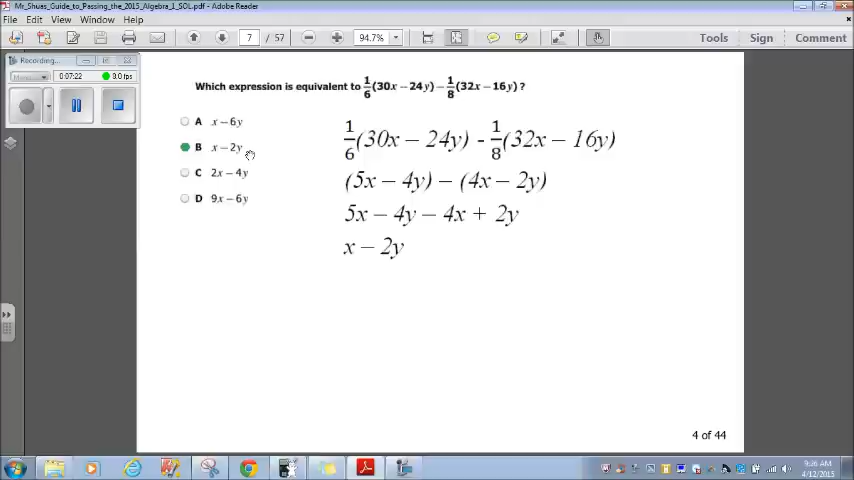 Mr_Shuas_Guide_to_Passing_the_2015_Algebra_1_SOL.pdf - Adobe Reader
File Edit View Window Help
7 / 57 94.7% Tools Sign Comment
Recording...
0:07:22 0.0 fps
Which expression is equivalent to 1/6(30x − 24y) − 1/8(32x − 16y) ?
A x − 6y
B x − 2y
C 2x − 4y
D 9x − 6y
1/6(30x − 24y) - 1/8(32x − 16y)
(5x − 4y) − (4x − 2y)
5x − 4y − 4x + 2y
x − 2y
4 of 44
9:26 AM
4/12/2015